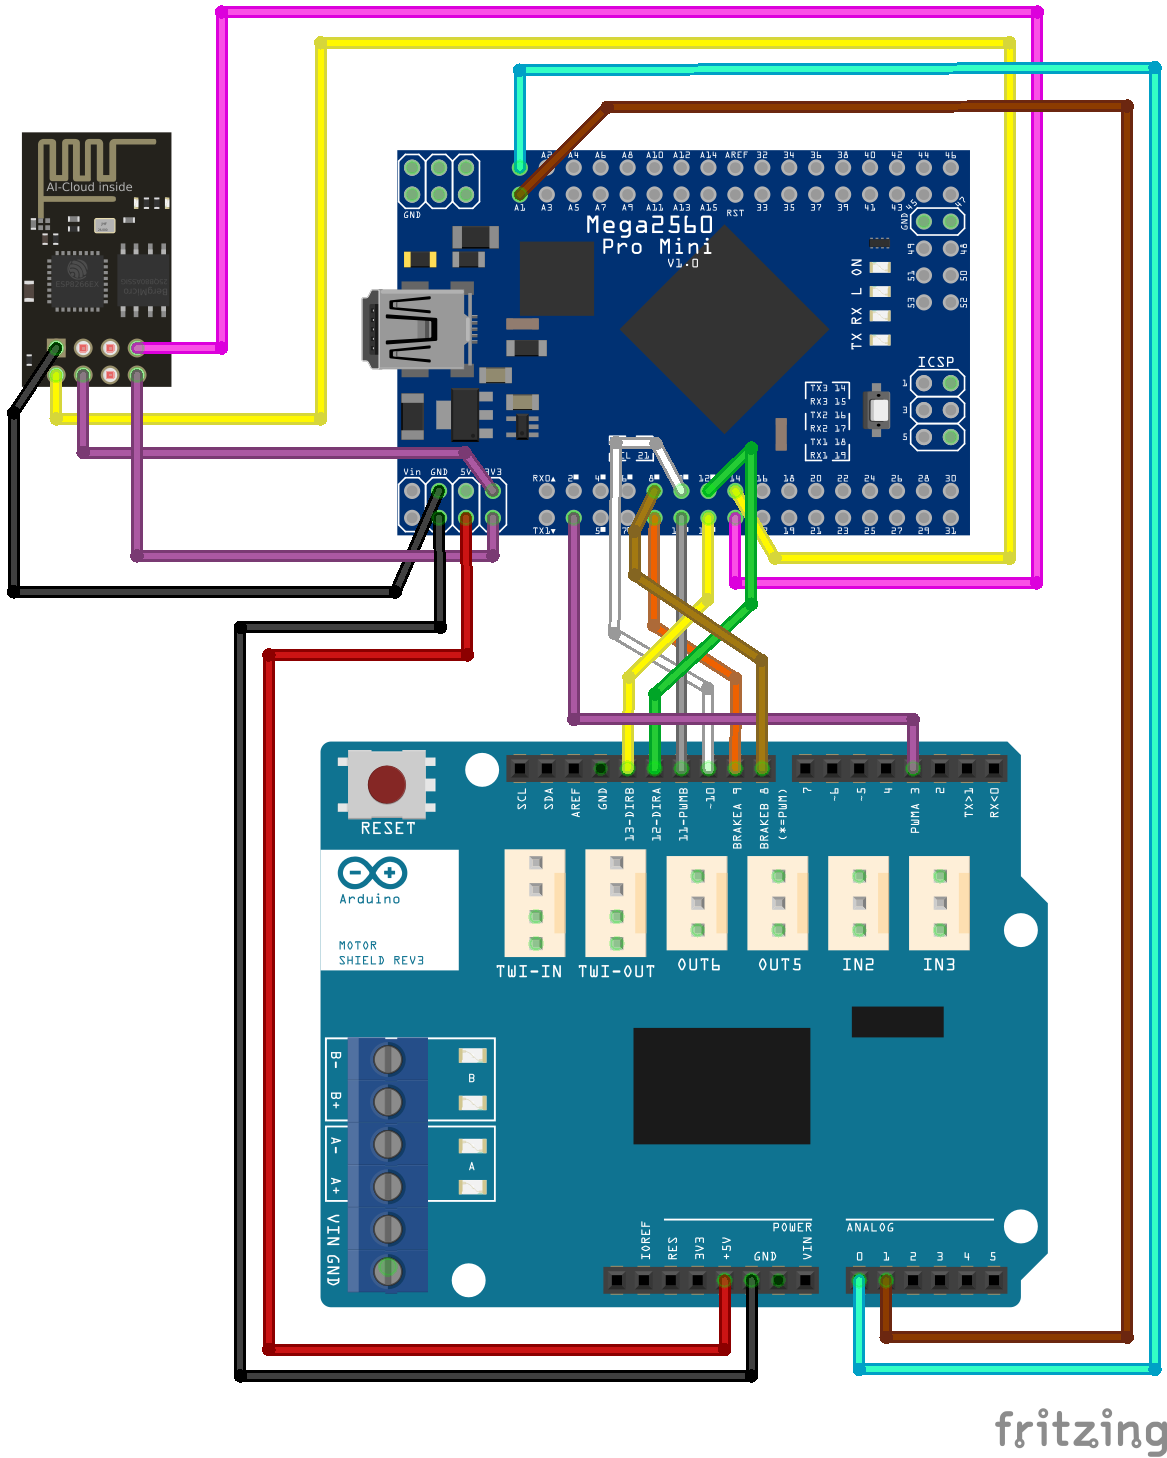 AI-Cloud inside
ESP8266EX
BergMicro
A2 A4 A6 A8 A10 A12 A14 AREF 32 34 36 38 40 42 44 46
GND A1 A3 A5 A7 A9 A11 A13 A15 RST 33 35 37 39 41 43 45 47
Mega2560
Pro Mini
V1.0
GND
49 48
51 50
53 52
TX RX L ON
ICSP
1
3
5
TX3 14
RX3 15
TX2 16
RX2 17
TX1 18
RX1 19
CL 21
Vin GND 5V 3V3 RX0 2 4 6 8 12 14 16 18 20 22 24 26 28 30
TX1 5 7 19 21 23 25 27 29 31
RESET
SCL
SDA
AREF
GND
13-DIRB
12-DIRA
11-PWMB
~10
BRAKEA 9
BRAKEB 8
(*=PWM)
7
~6
~5
4
PWMA 3
2
TX>1
RX<0
Arduino
MOTOR
SHIELD REV3
TWI-IN TWI-OUT OUT6 OUT5 IN2 IN3
B-
B+
A-
A+
VIN
GND
B
A
POWER
IOREF
RES
3V3
+5V
GND
VIN
ANALOG
0 1 2 3 4 5
fritzing